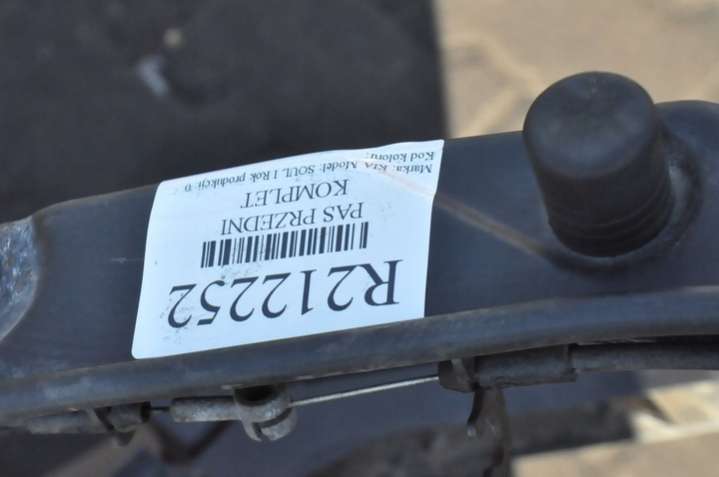 R212252
PAS PRZEDNI
KOMPLET
Marka: KIA Model: SOUL I Rok produkcji: 0
Kod koloru: